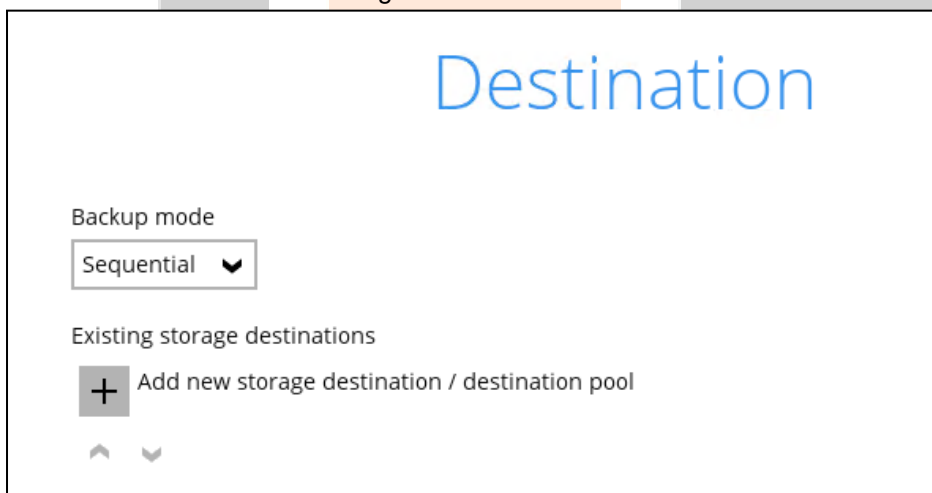 Destination
Backup mode
Sequential
Existing storage destinations
Add new storage destination / destination pool